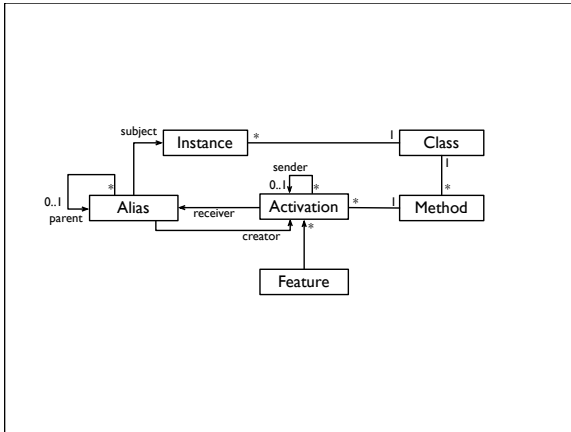 subject
Instance
*
1
Class
sender
1
0..1
*
*
0..1
*
parent
Alias
receiver
Activation
*
1
Method
creator
*
Feature